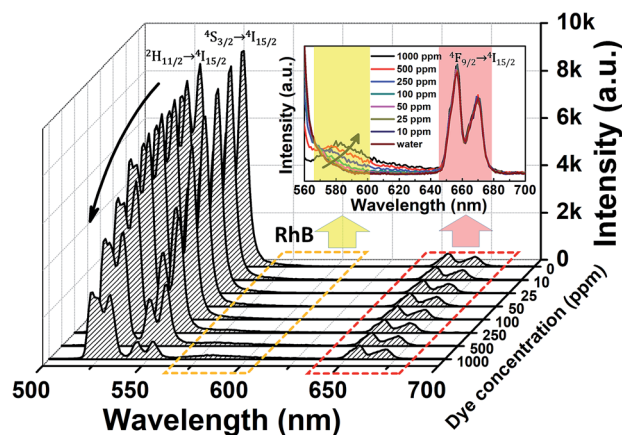 ⁴S₃/₂→⁴I₁₅/₂
²H₁₁/₂→⁴I₁₅/₂
10k
8k
6k
4k
2k
0
Intensity (a.u.)
1000 ppm
500 ppm
250 ppm
100 ppm
50 ppm
25 ppm
10 ppm
water
⁴F₉/₂→⁴I₁₅/₂
Intensity (a.u.)
560 580 600 620 640 660 680 700
Wavelength (nm)
RhB
0
10
25
50
100
250
500
1000
Dye concentration (ppm)
500 550 600 650 700
Wavelength (nm)